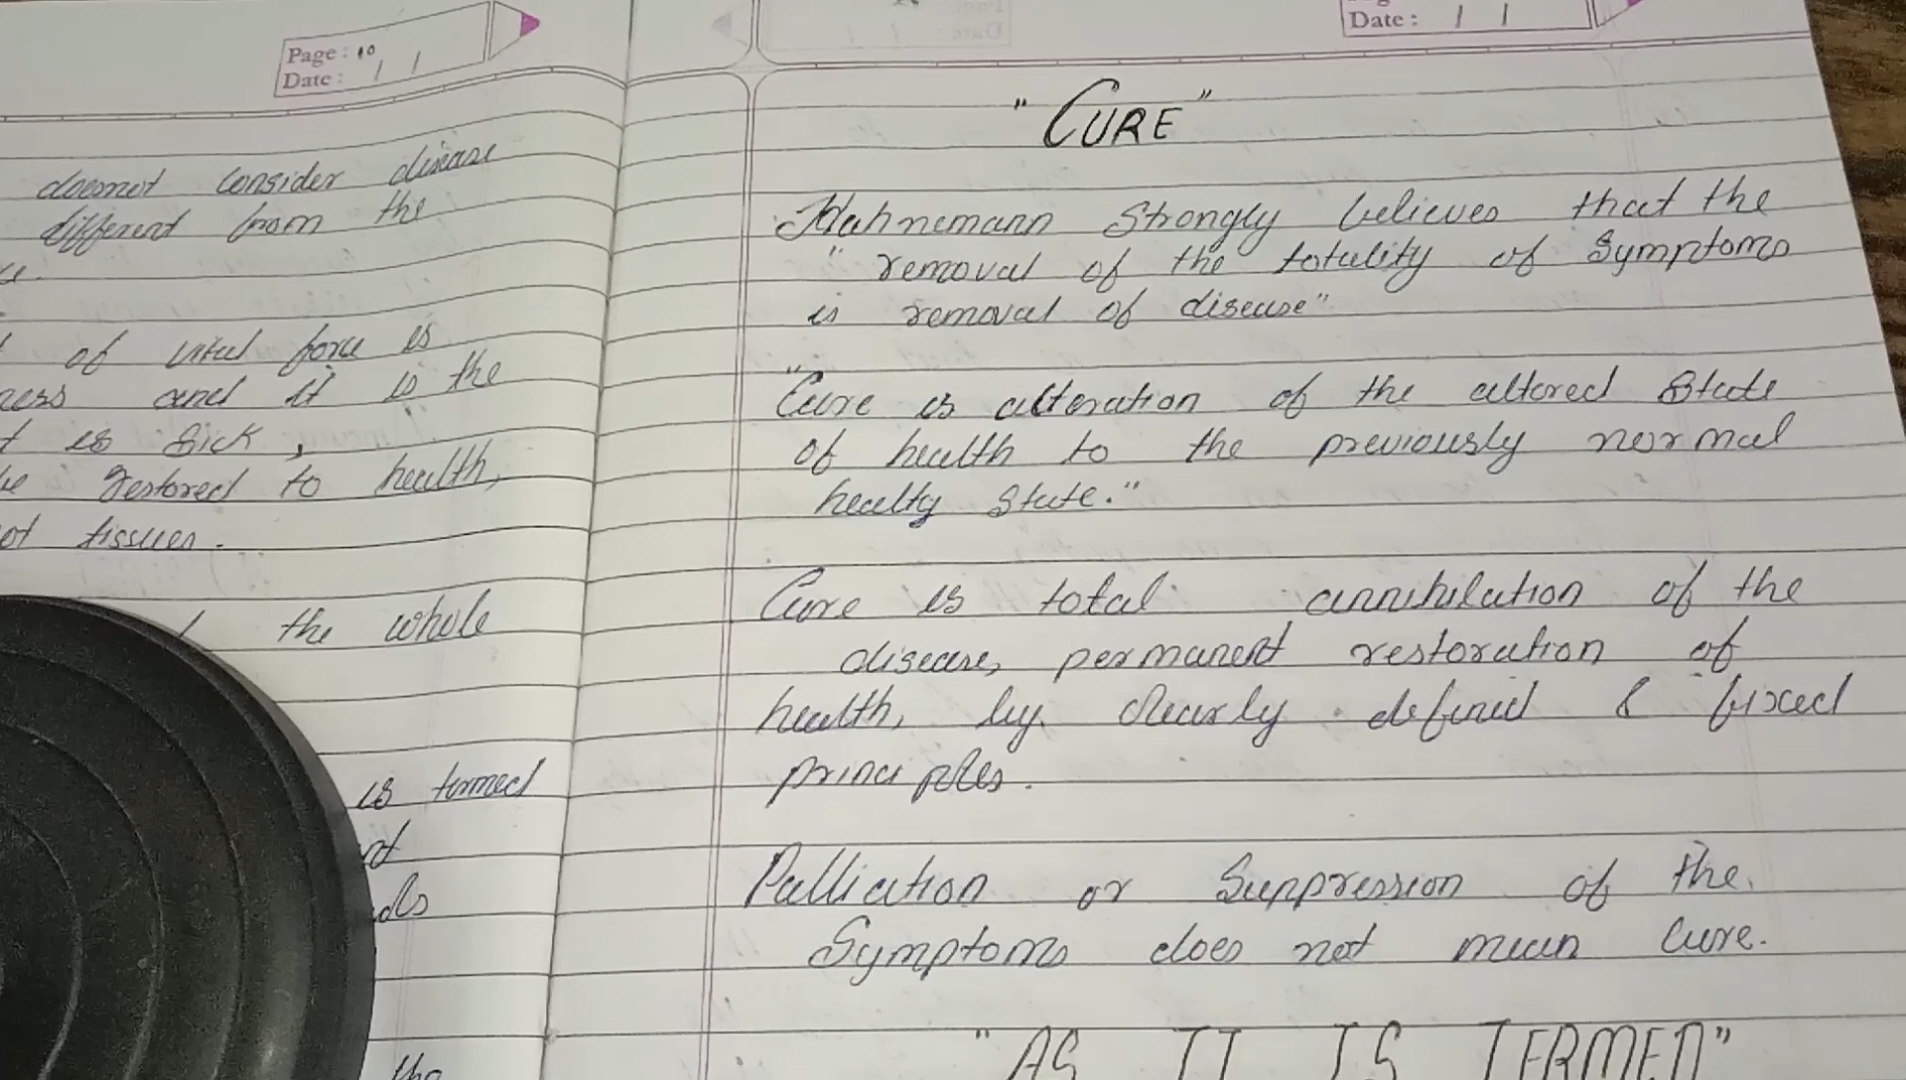 Page: 10
Date: / /
doesnot consider disease
different from the
of vital force is
ness and it is the
t is sick,
restored to health,
ot tissues.
the whole
is termed
the
Date: / /
"CURE"
Hahnemann Strongly believes that the
"removal of the totality of Symptoms
is removal of disease"
"Cure is alteration of the altered State
of health to the previously normal
healty State."
Cure is total annihilation of the
disease, permanent restoration of
health, by clearly defined & fixed
principles.
Palliation or Suppression of the
Symptoms does not mean Cure.
"AS IT IS TERMED"